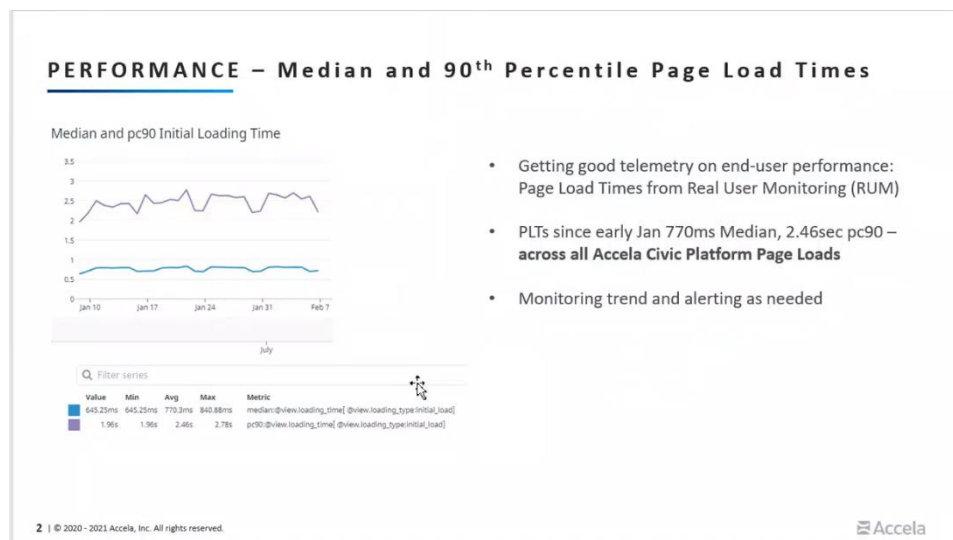 PERFORMANCE – Median and 90th Percentile Page Load Times
Median and pc90 Initial Loading Time
3.5
3
2.5
2
1.5
1
0.5
0
Jan 10 Jan 17 Jan 24 Jan 31 Feb 7
July
Filter series
Value Min Avg Max Metric
645.25ms 645.25ms 770.3ms 840.88ms median:@view.loading_time[ @view.loading_type:initial_load]
1.96s 1.96s 2.46s 2.78s pc90:@view.loading_time[ @view.loading_type:initial_load]
• Getting good telemetry on end-user performance:
Page Load Times from Real User Monitoring (RUM)
• PLTs since early Jan 770ms Median, 2.46sec pc90 –
across all Accela Civic Platform Page Loads
• Monitoring trend and alerting as needed
2 | © 2020 - 2021 Accela, Inc. All rights reserved.
Accela